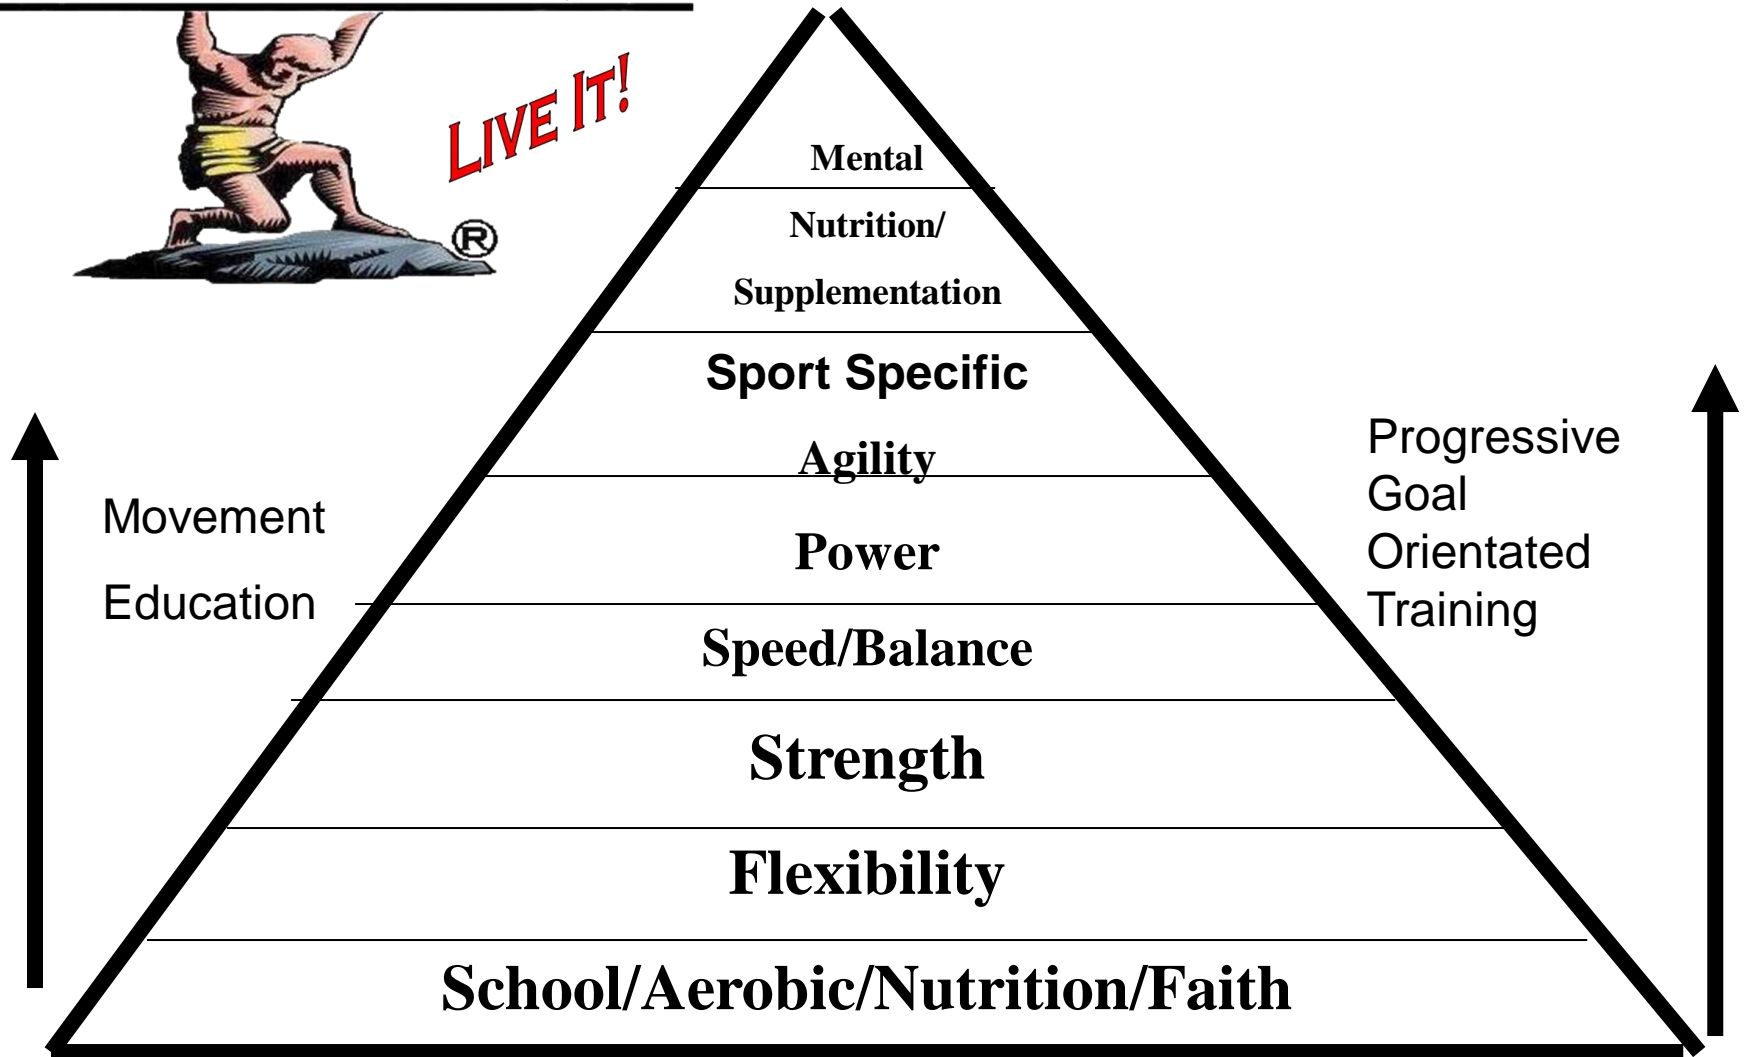 LIVE IT!
®
Mental
Nutrition/
Supplementation
Sport Specific
Agility
Power
Speed/Balance
Strength
Flexibility
School/Aerobic/Nutrition/Faith
Movement
Education
Progressive
Goal
Orientated
Training